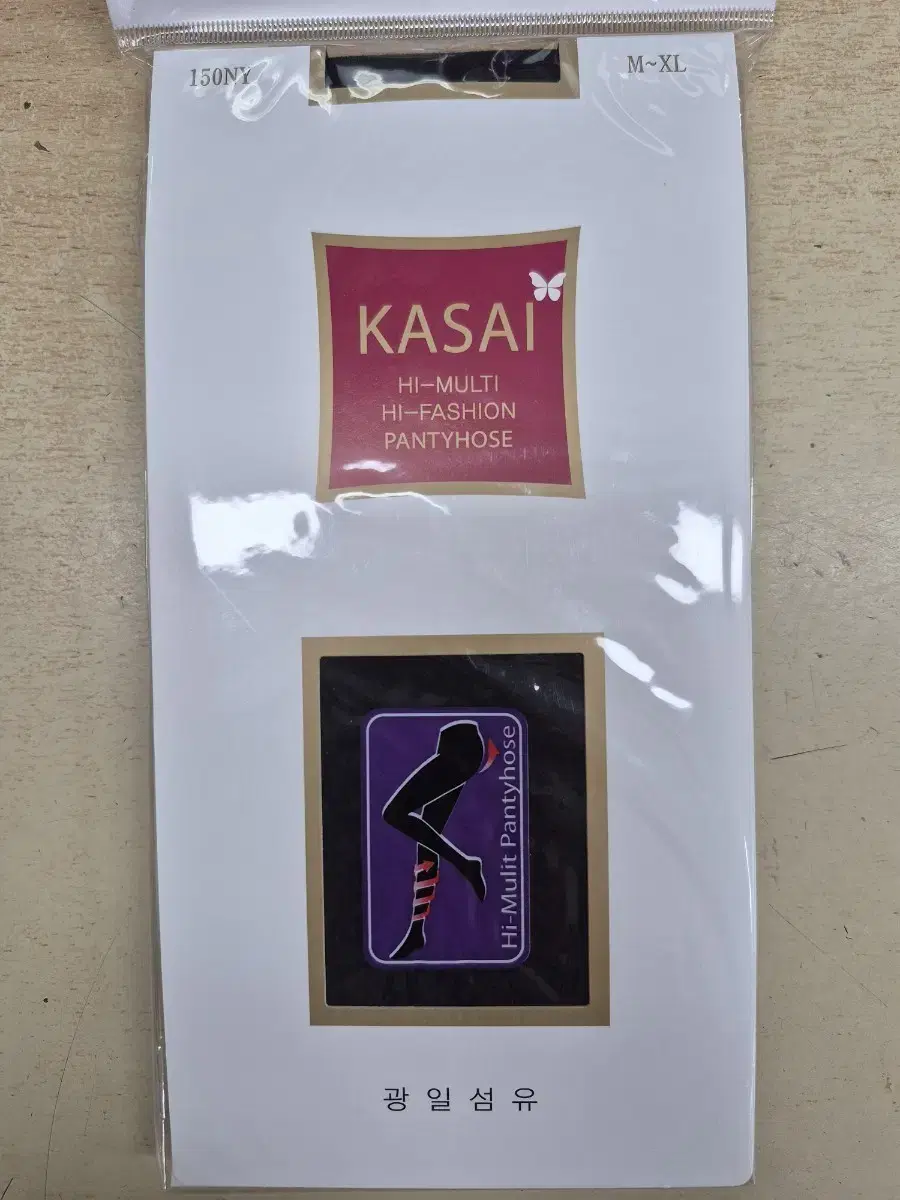 150NY
M~XL
KASAI
HI-MULTI
HI-FASHION
PANTYHOSE
Hi-Mulit Pantyhose
광일섬유